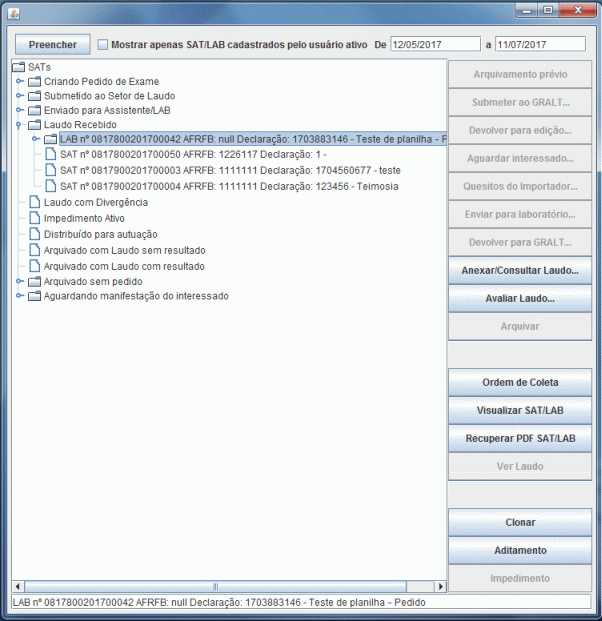 Preencher Mostrar apenas SAT/LAB cadastrados pelo usuário ativo De 12/05/2017 a 11/07/2017
SATs
Criando Pedido de Exame
Submetido ao Setor de Laudo
Enviado para Assistente/LAB
Laudo Recebido
LAB nº 0817800201700042 AFRFB: null Declaração: 1703883146 - Teste de planilha - P
SAT nº 0817800201700050 AFRFB: 1226117 Declaração: 1 -
SAT nº 0817900201700003 AFRFB: 1111111 Declaração: 1704560677 - teste
SAT nº 0817900201700004 AFRFB: 1111111 Declaração: 123456 - Teimosia
Laudo com Divergência
Impedimento Ativo
Distribuído para autuação
Arquivado com Laudo sem resultado
Arquivado com Laudo com resultado
Arquivado sem pedido
Aguardando manifestação do interessado
Arquivamento prévio
Submeter ao GRALT...
Devolver para edição...
Aguardar interessado...
Quesitos do Importador...
Enviar para laboratório...
Devolver para GRALT...
Anexar/Consultar Laudo...
Avaliar Laudo...
Arquivar
Ordem de Coleta
Visualizar SAT/LAB
Recuperar PDF SAT/LAB
Ver Laudo
Clonar
Aditamento
Impedimento
LAB nº 0817800201700042 AFRFB: null Declaração: 1703883146 - Teste de planilha - Pedido